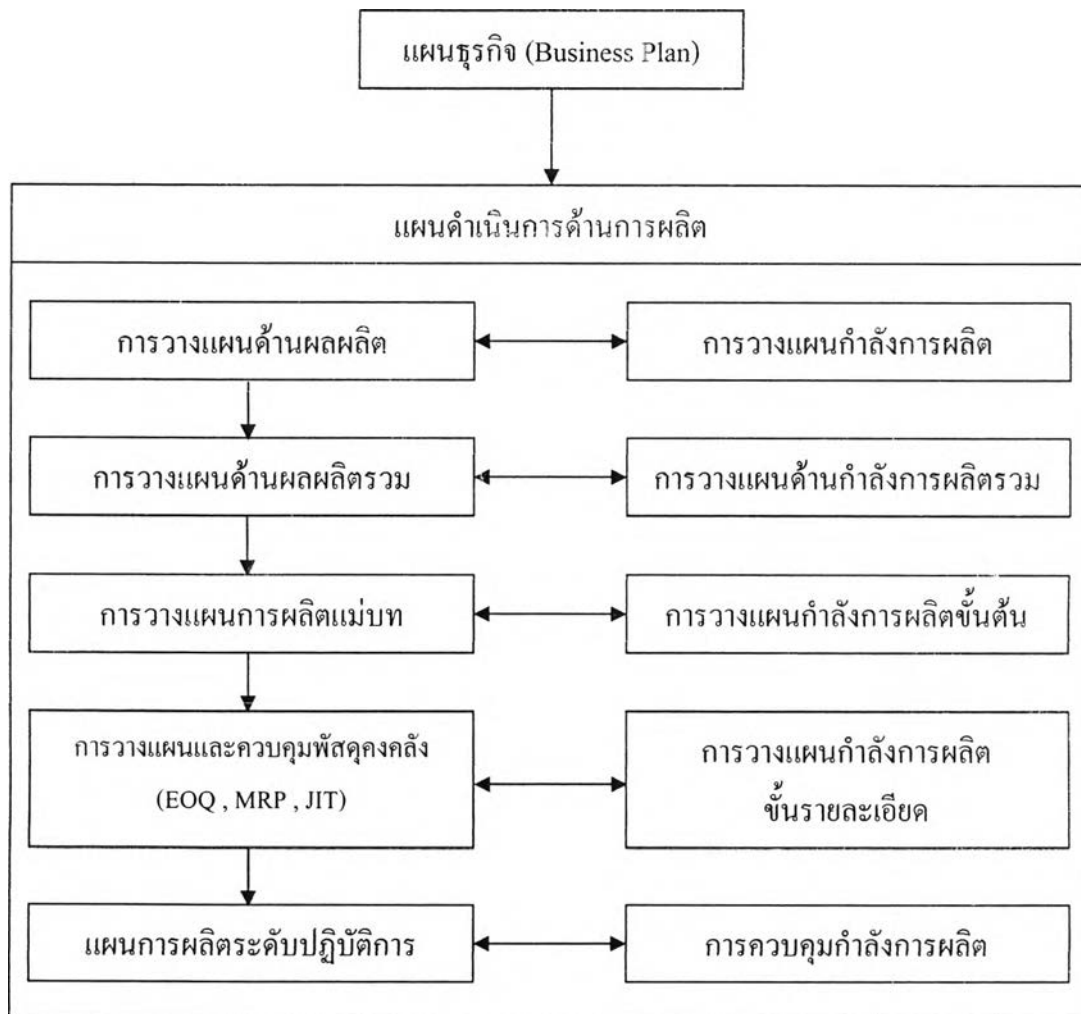 แผนธุรกิจ (Business Plan)
แผนดำเนินการด้านการผลิต
การวางแผนด้านผลผลิต
การวางแผนกำลังการผลิต
การวางแผนด้านผลผลิตรวม
การวางแผนด้านกำลังการผลิตรวม
การวางแผนการผลิตแม่บท
การวางแผนกำลังการผลิตขั้นต้น
การวางแผนและควบคุมพัสดุคงคลัง
(EOQ , MRP , JIT)
การวางแผนกำลังการผลิต
ขั้นรายละเอียด
แผนการผลิตระดับปฏิบัติการ
การควบคุมกำลังการผลิต